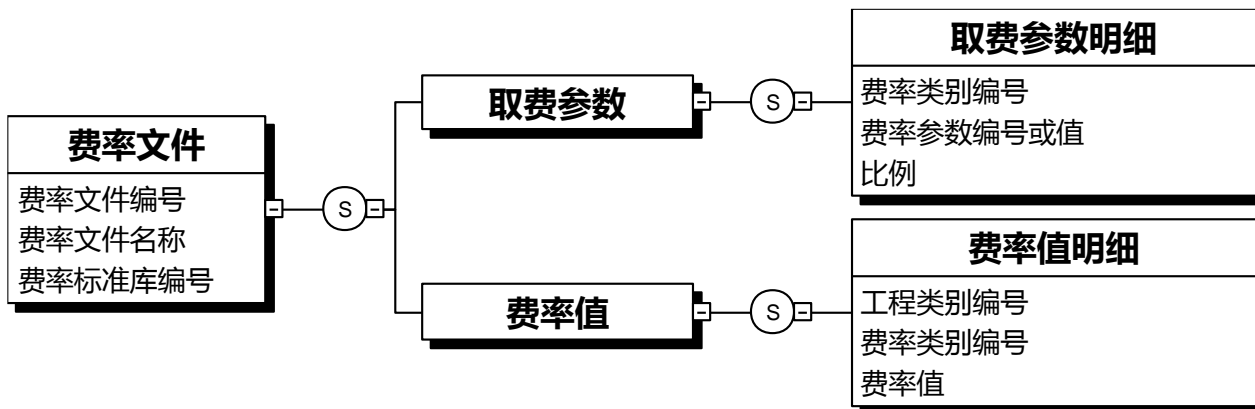 费率文件
费率文件编号
费率文件名称
费率标准库编号
S
取费参数
S
取费参数明细
费率类别编号
费率参数编号或值
比例
费率值
S
费率值明细
工程类别编号
费率类别编号
费率值